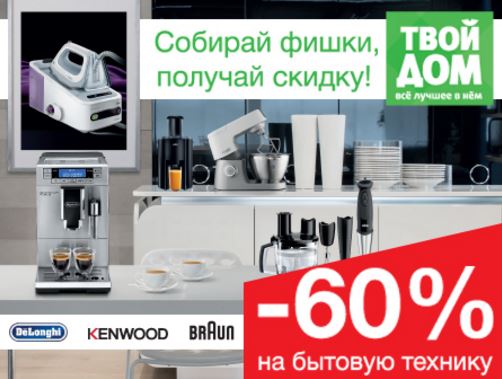 Собирай фишки,
получай скидку!
ТВОЙ
ДОМ
всё лучшее в нём
DeLonghi
KENWOOD
BRAUN
-60%
на бытовую технику